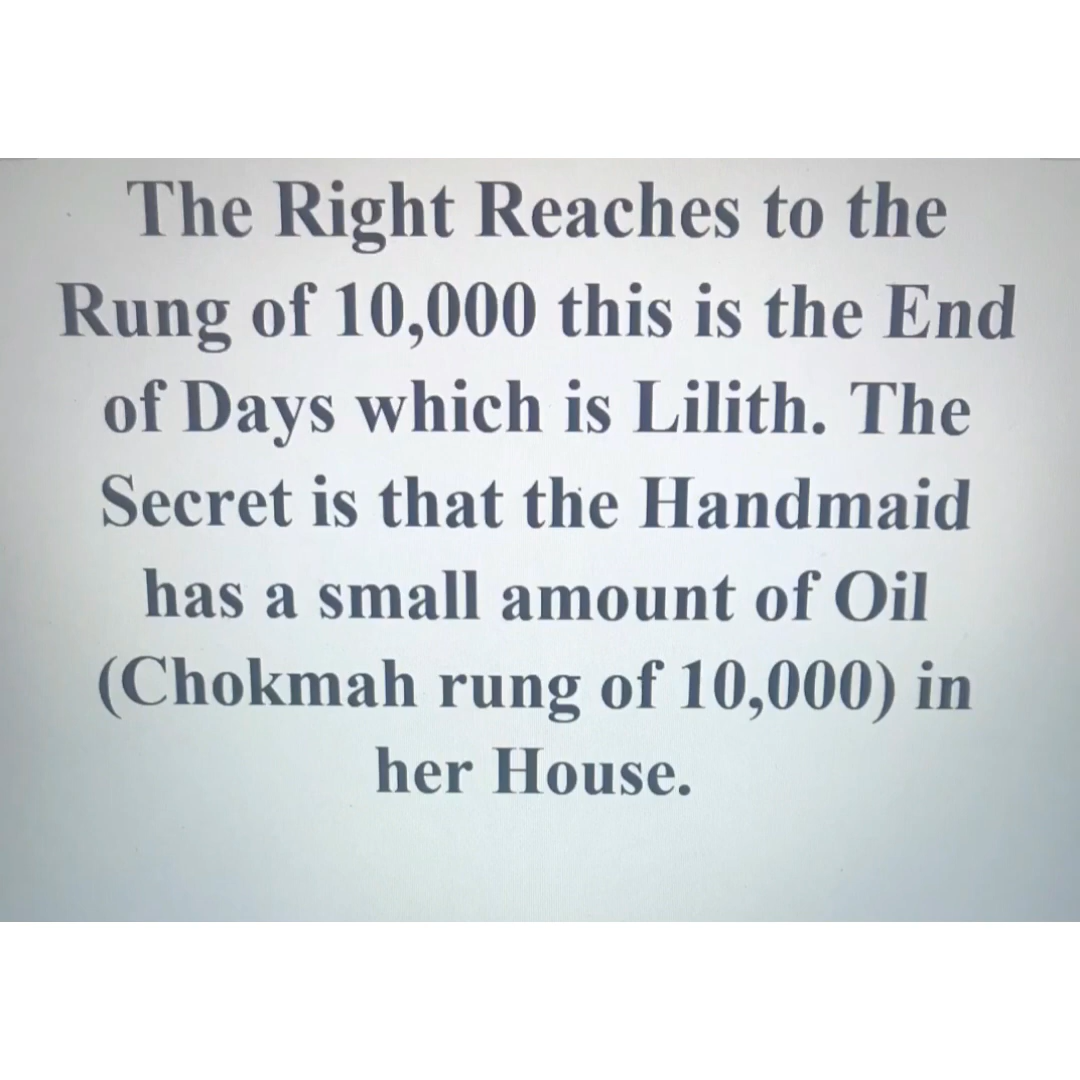 The Right Reaches to the
Rung of 10,000 this is the End
of Days which is Lilith. The
Secret is that the Handmaid
has a small amount of Oil
(Chokmah rung of 10,000) in
her House.